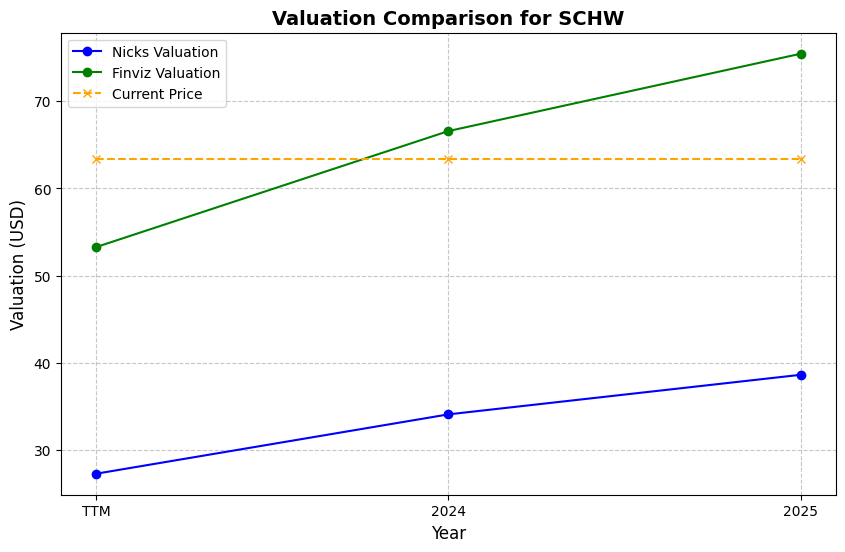 Valuation Comparison for SCHW
Nicks Valuation
Finviz Valuation
Current Price
Valuation (USD)
70
60
50
40
30
TTM
2024
2025
Year